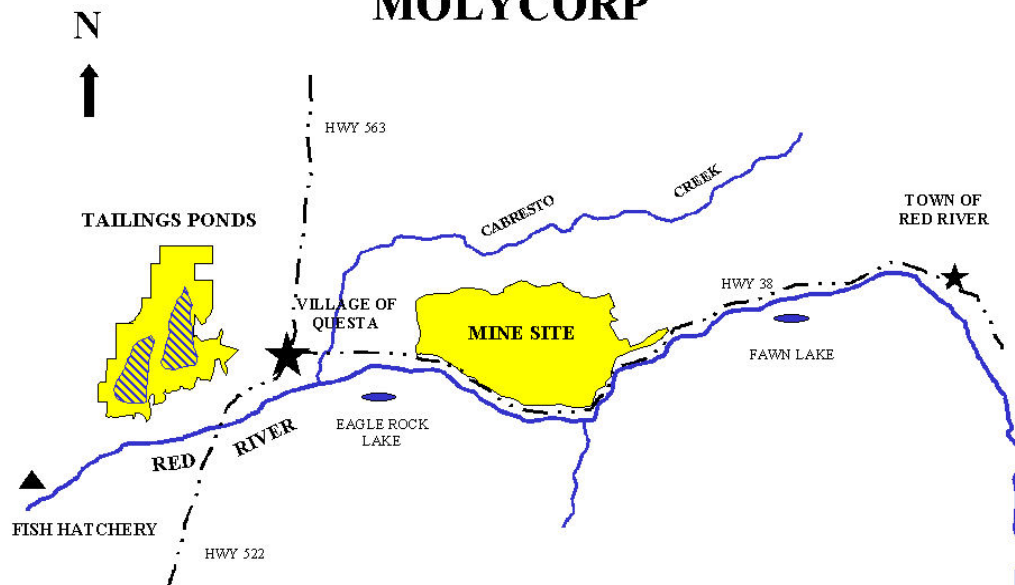 MOLYCORP
N
HWY 563
CABRESTO
CREEK
TOWN OF
RED RIVER
TAILINGS PONDS
HWY 38
VILLAGE OF
QUESTA
MINE SITE
FAWN LAKE
EAGLE ROCK
LAKE
RED
RIVER
FISH HATCHERY
HWY 522